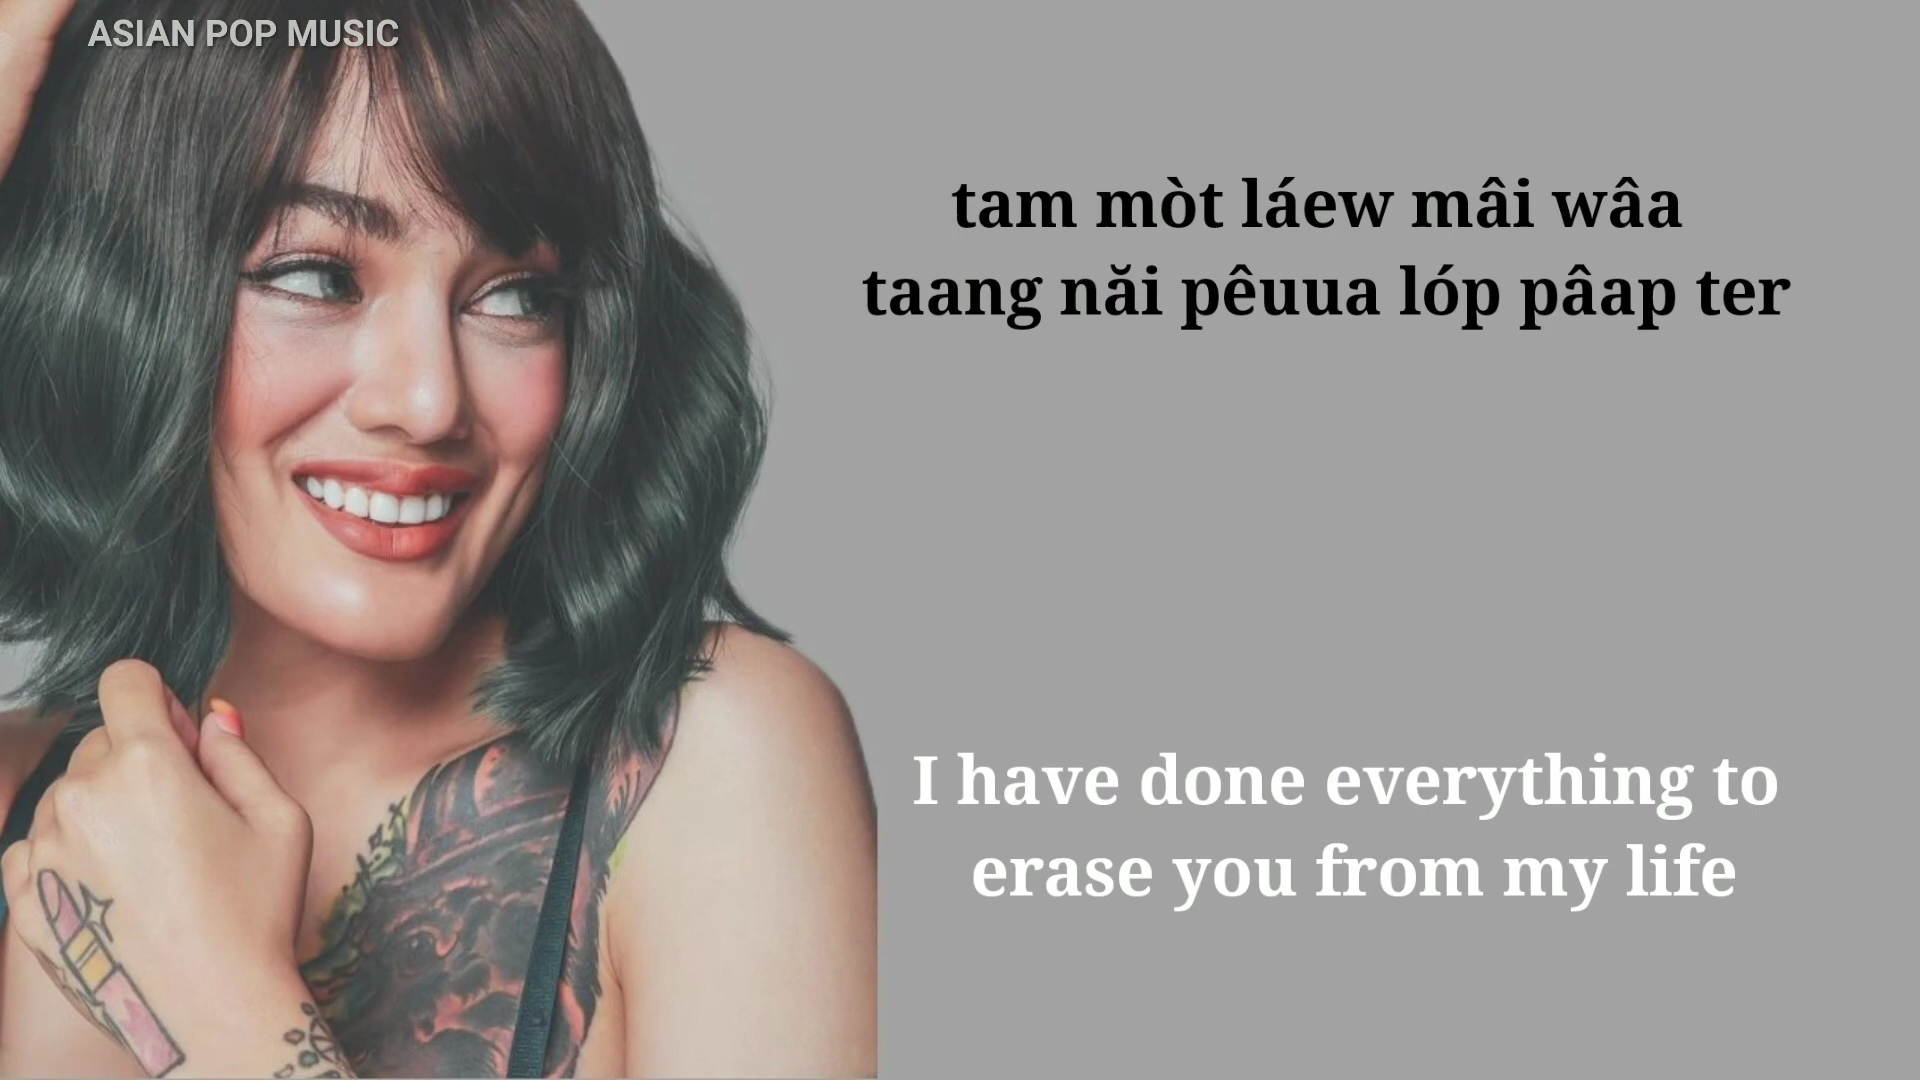 ASIAN POP MUSIC
tam mòt láew mâi wâa
taang năi pêuua lóp pâap ter
I have done everything to
erase you from my life